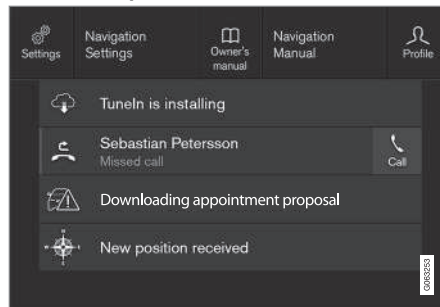 Settings
Navigation
Settings
Owner's
manual
Navigation
Manual
Profile
TuneIn is installing
Sebastian Petersson
Missed call
Call
Downloading appointment proposal
New position received
G063253